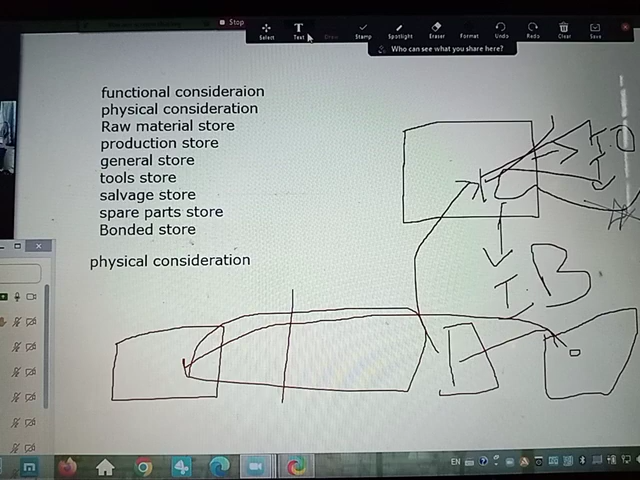 Stop
Select Text Draw Stamp Spotlight Eraser Format Undo Redo Clear Save
Who can see what you share here?
functional consideraion
physical consideration
Raw material store
production store
general store
tools store
salvage store
spare parts store
Bonded store
physical consideration
T.B
EN